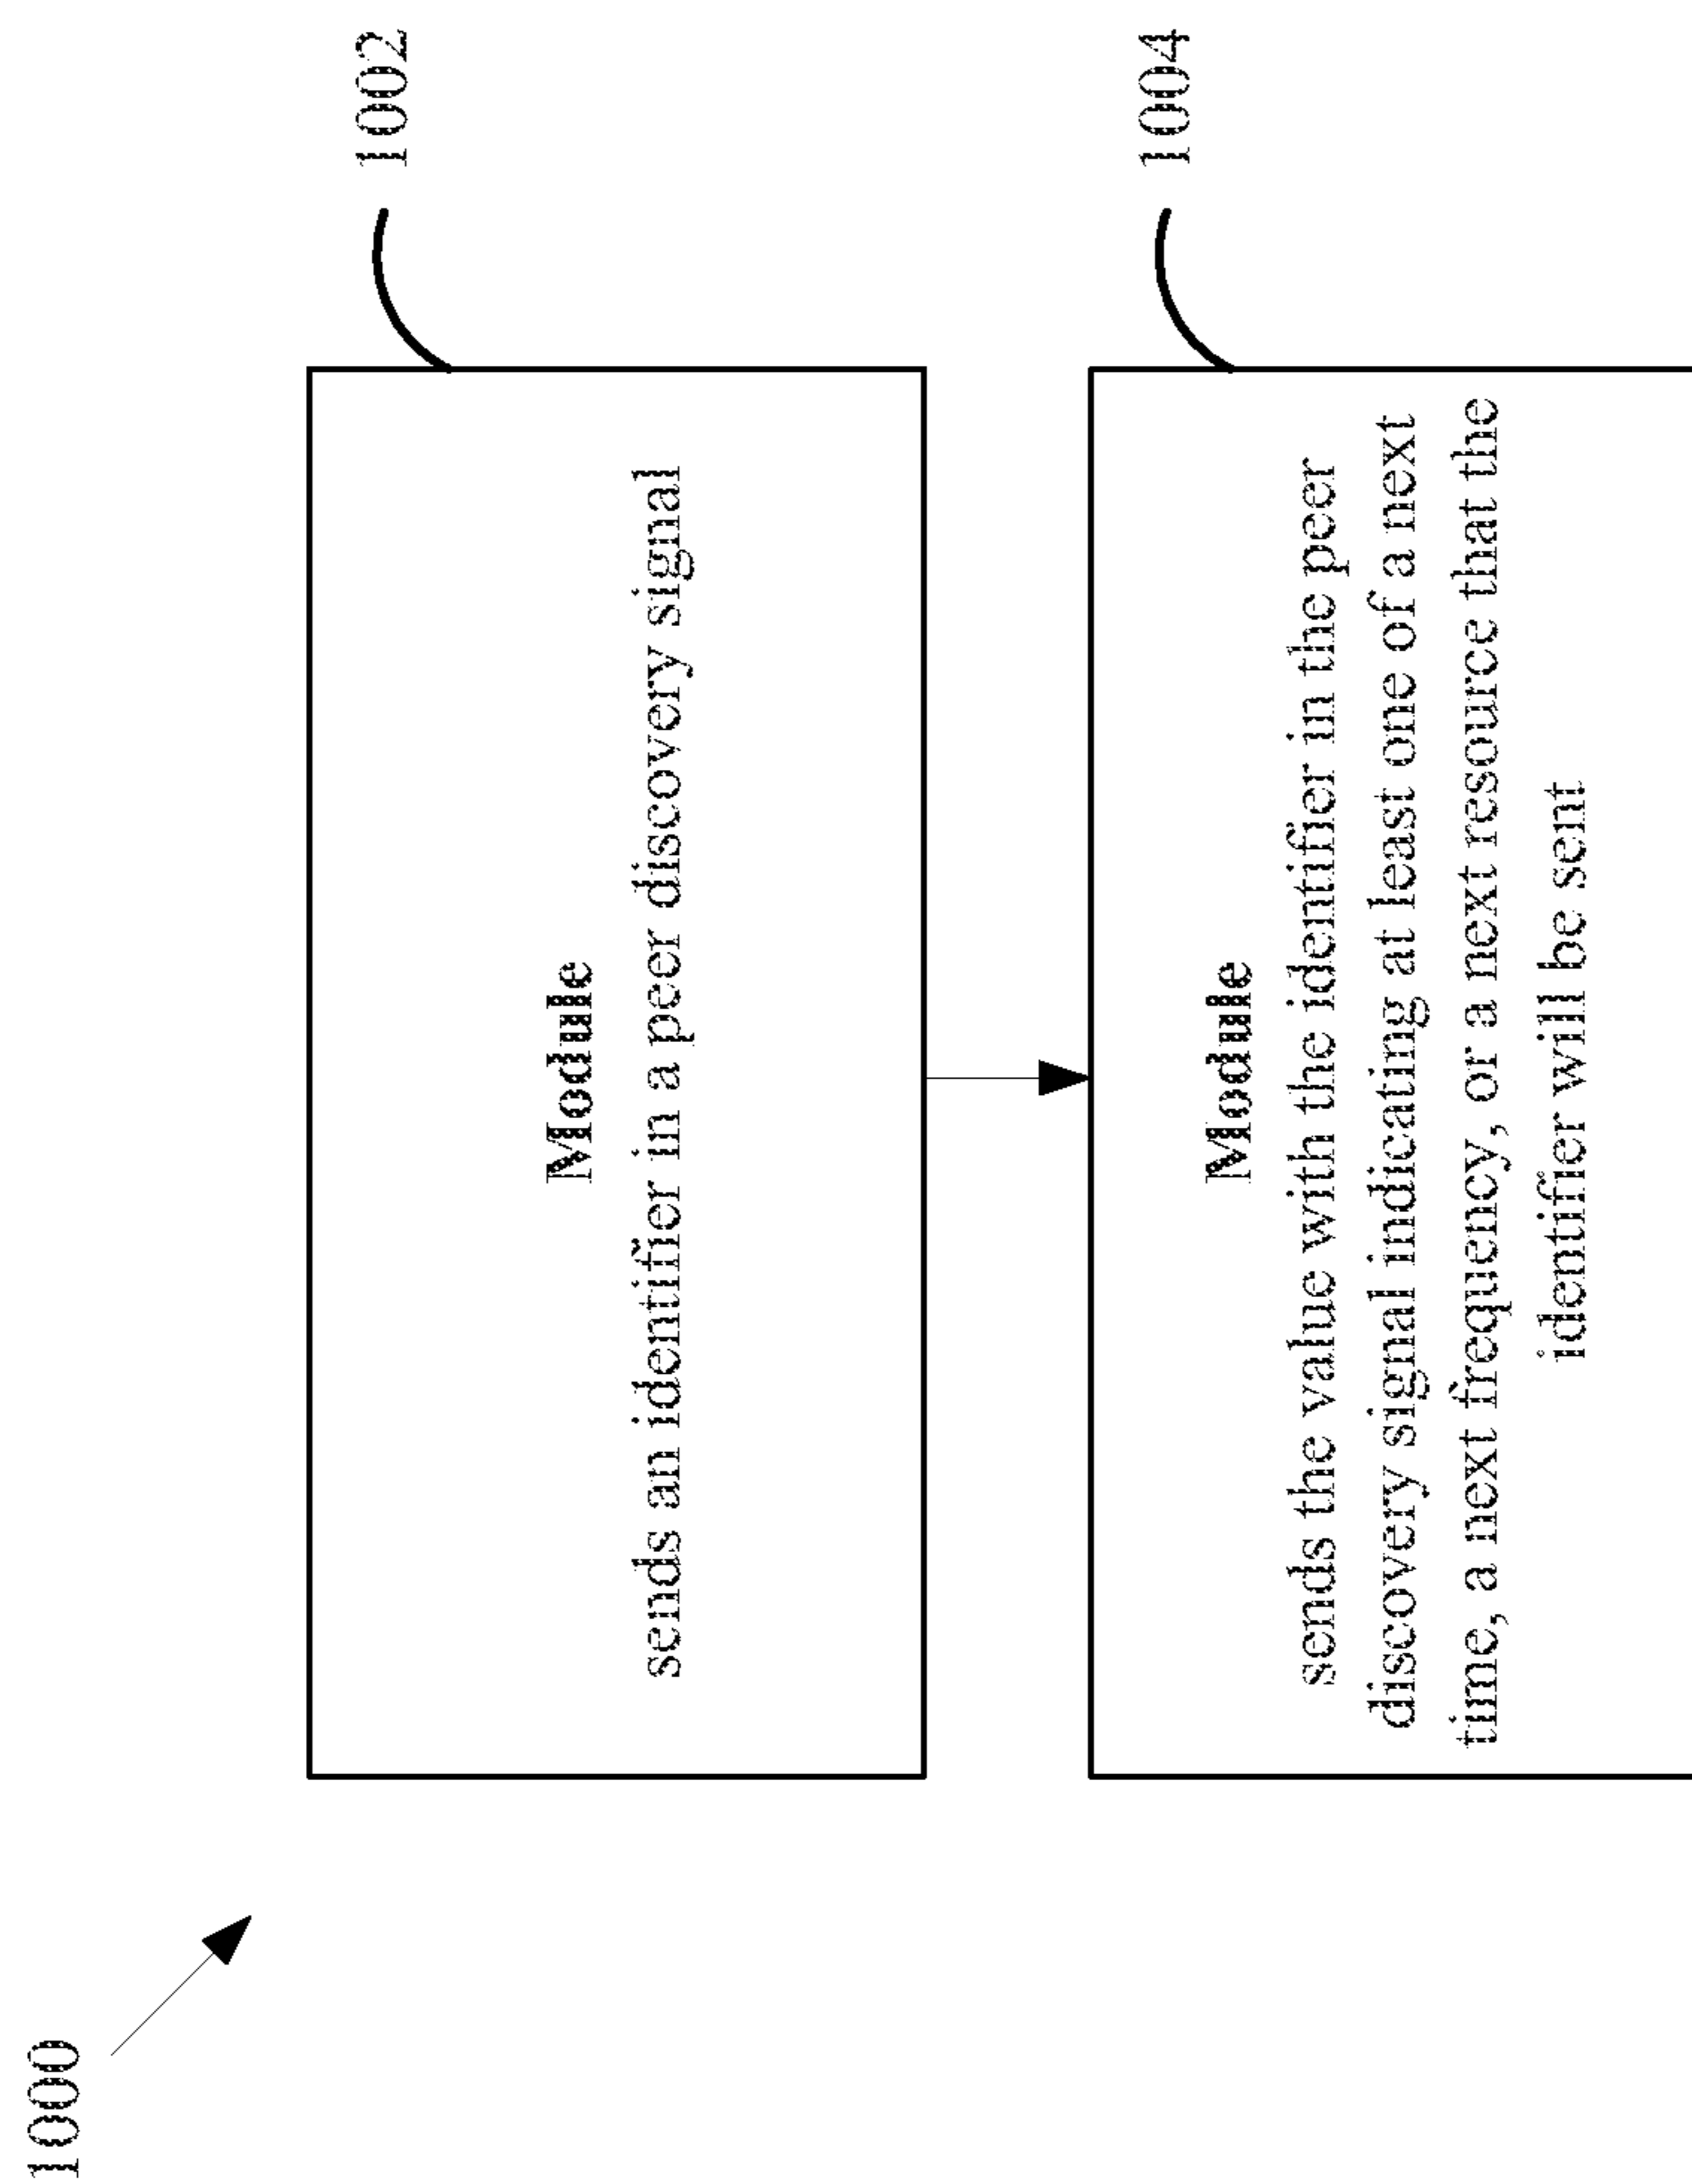 1000
1002
Module
sends an identifier in a peer discovery signal
1004
Module
sends the value with the identifier in the peer
discovery signal indicating at least one of a next
time, a next frequency, or a next resource that the
identifier will be sent